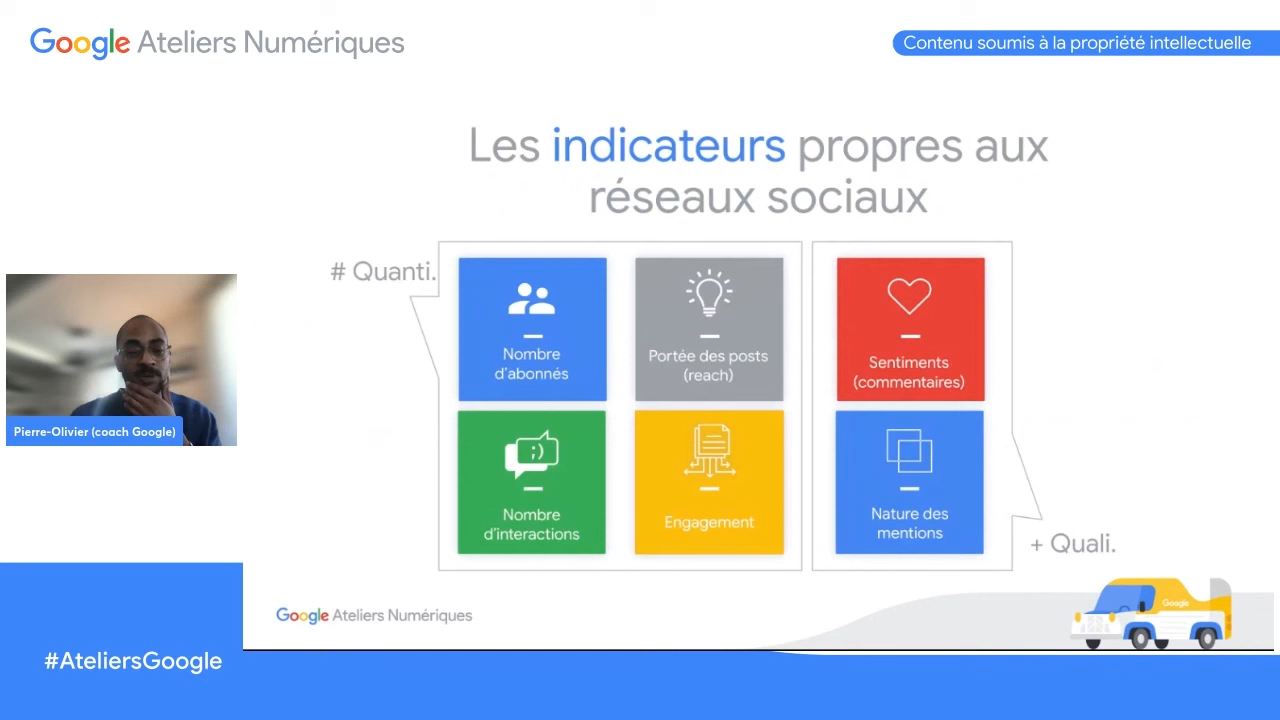 Google Ateliers Numériques
Contenu soumis à la propriété intellectuelle
Les indicateurs propres aux
réseaux sociaux
# Quanti.
Nombre
d'abonnés
Portée des posts
(reach)
Sentiments
(commentaires)
Nombre
d'interactions
Engagement
Nature des
mentions
+ Quali.
Pierre-Olivier (coach Google)
Google Ateliers Numériques
Google
#AteliersGoogle
;)